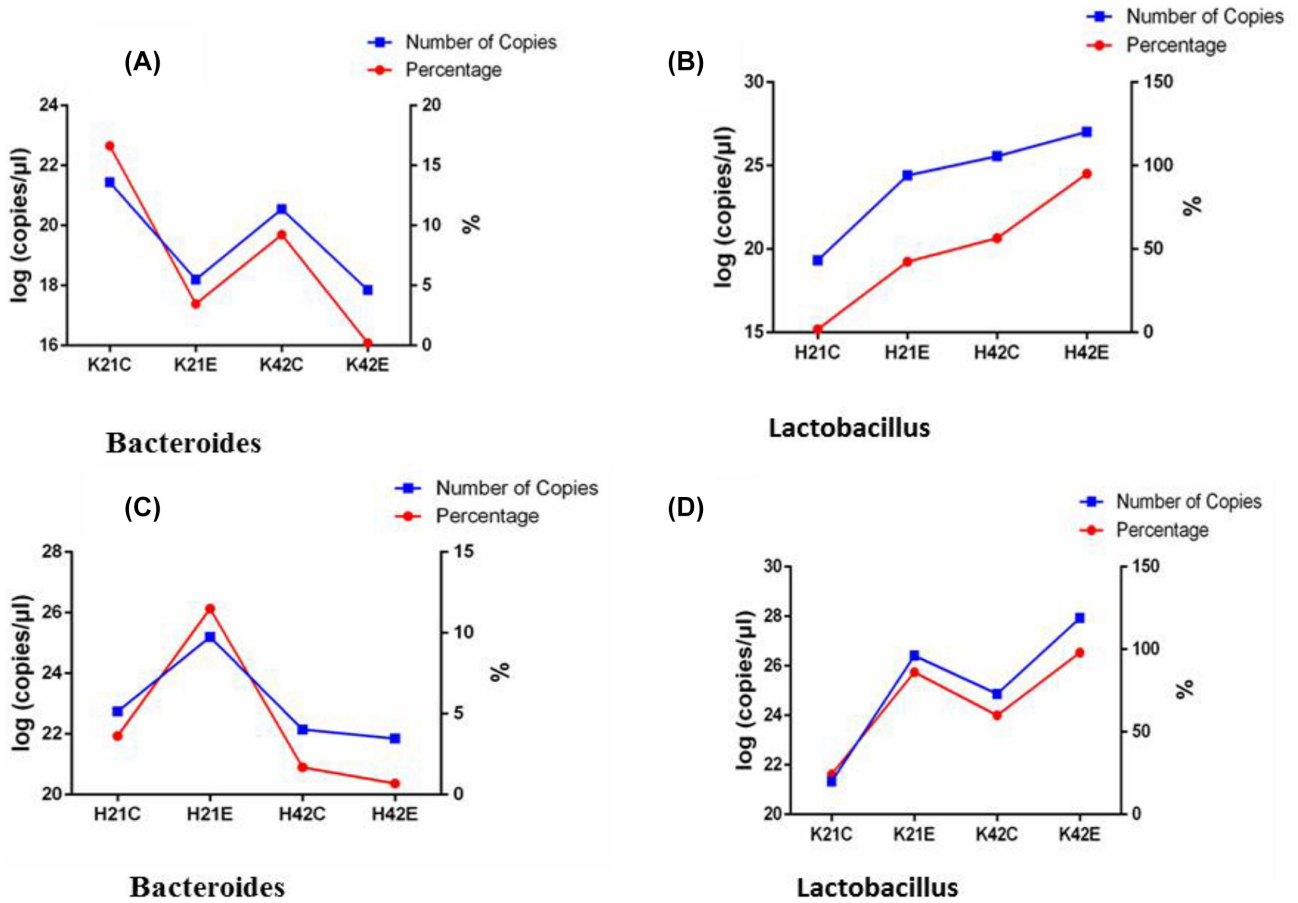 (A)
Number of Copies
Percentage
24
22
20
18
16
log (copies/µl)
20
15
10
5
0
%
K21C K21E K42C K42E
Bacteroides
(B)
Number of Copies
Percentage
30
25
20
15
log (copies/µl)
150
100
50
0
%
H21C H21E H42C H42E
Lactobacillus
(C)
Number of Copies
Percentage
28
26
24
22
20
log (copies/µl)
15
10
5
0
%
H21C H21E H42C H42E
Bacteroides
(D)
Number of Copies
Percentage
30
28
26
24
22
20
log (copies/µl)
150
100
50
0
%
K21C K21E K42C K42E
Lactobacillus